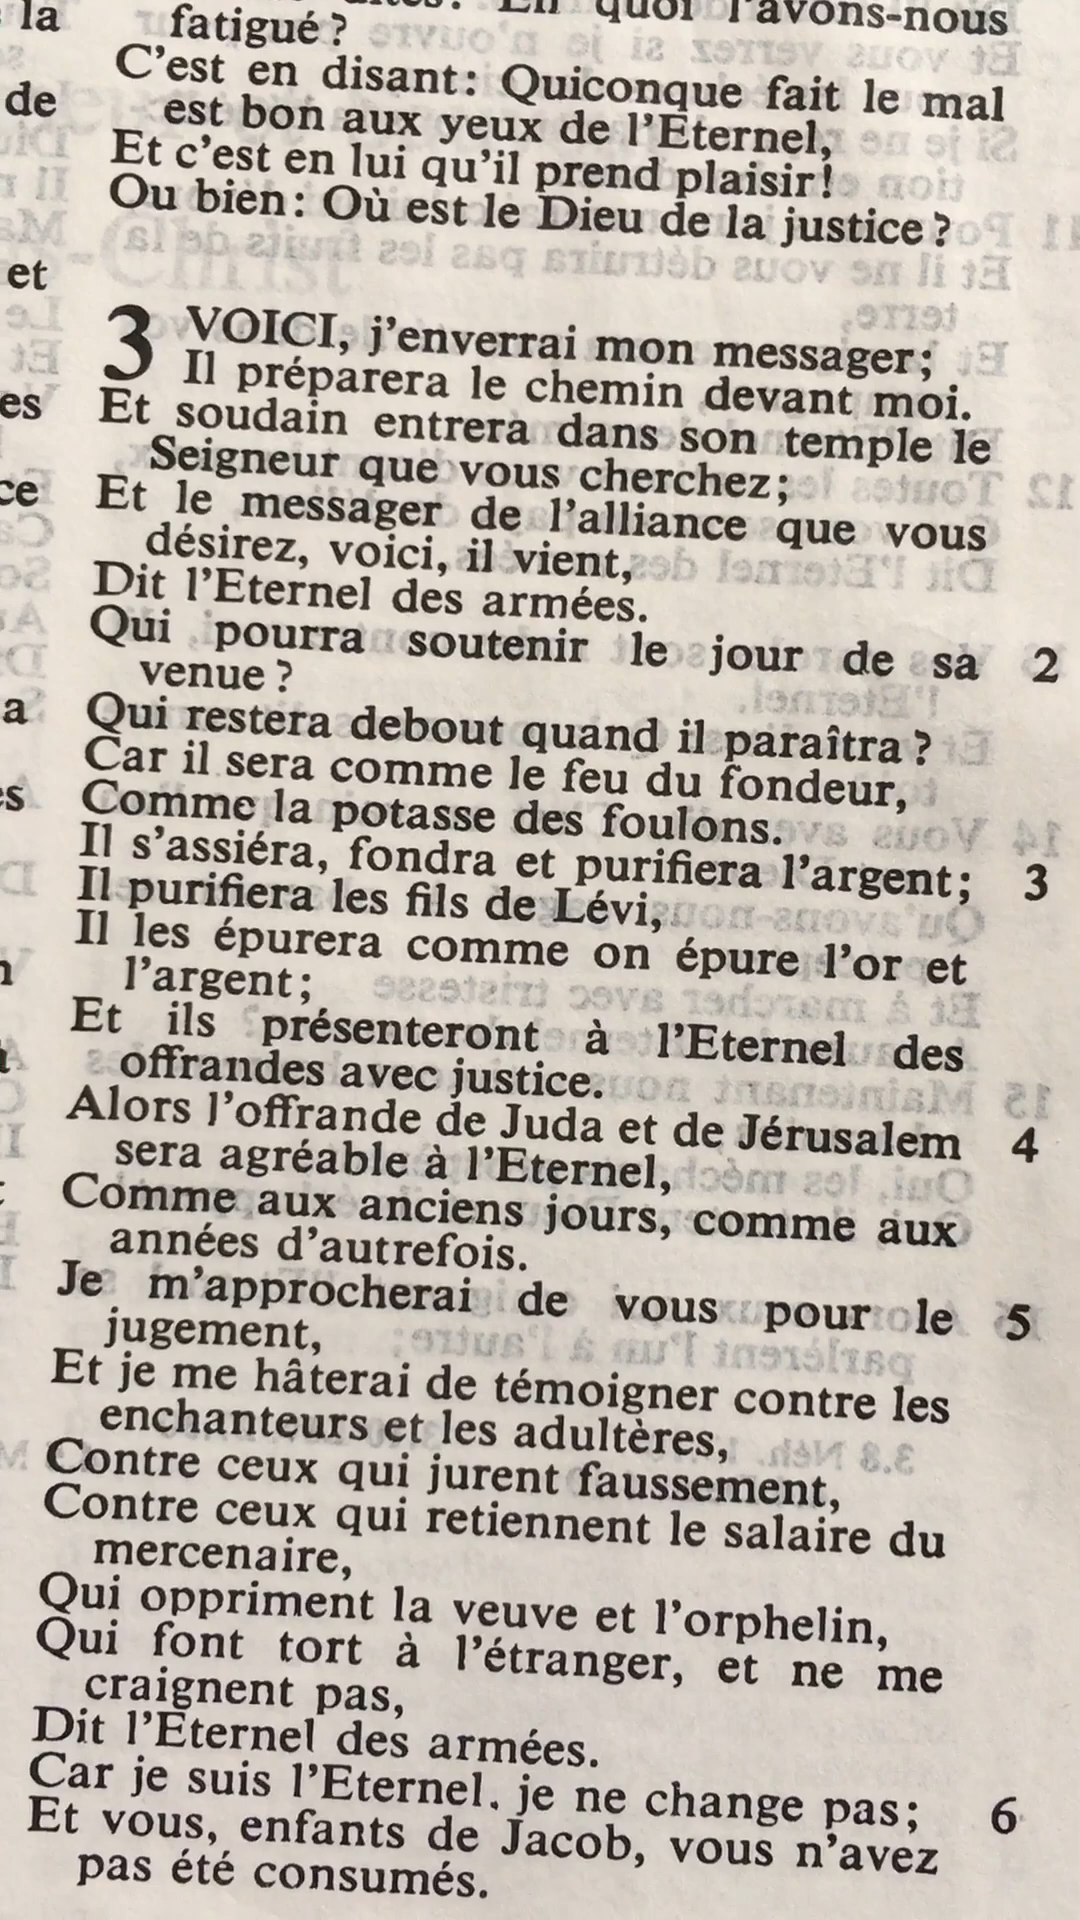 la
de
et
es
ce
a
quoi l'avons-nous
fatigué ?
C'est en disant: Quiconque fait le mal
est bon aux yeux de l'Eternel,
Et c'est en lui qu'il prend plaisir!
Ou bien: Où est le Dieu de la justice ?
3 VOICI, j'enverrai mon messager;
Il préparera le chemin devant moi.
Et soudain entrera dans son temple le
Seigneur que vous cherchez;
Et le messager de l'alliance que vous
désirez, voici, il vient,
Dit l'Eternel des armées.
Qui pourra soutenir le jour de sa 2
venue ?
Qui restera debout quand il paraîtra ?
Car il sera comme le feu du fondeur,
Comme la potasse des foulons.
Il s'assiéra, fondra et purifiera l'argent; 3
Il purifiera les fils de Lévi,
Il les épurera comme on épure l'or et
l'argent;
Et ils présenteront à l'Eternel des
offrandes avec justice.
Alors l'offrande de Juda et de Jérusalem 4
sera agréable à l'Eternel,
Comme aux anciens jours, comme aux
années d'autrefois.
Je m'approcherai de vous pour le 5
jugement,
Et je me hâterai de témoigner contre les
enchanteurs et les adultères,
Contre ceux qui jurent faussement,
Contre ceux qui retiennent le salaire du
mercenaire,
Qui oppriment la veuve et l'orphelin,
Qui font tort à l'étranger, et ne me
craignent pas,
Dit l'Eternel des armées.
Car je suis l'Eternel. je ne change pas; 6
Et vous, enfants de Jacob, vous n'avez
pas été consumés.